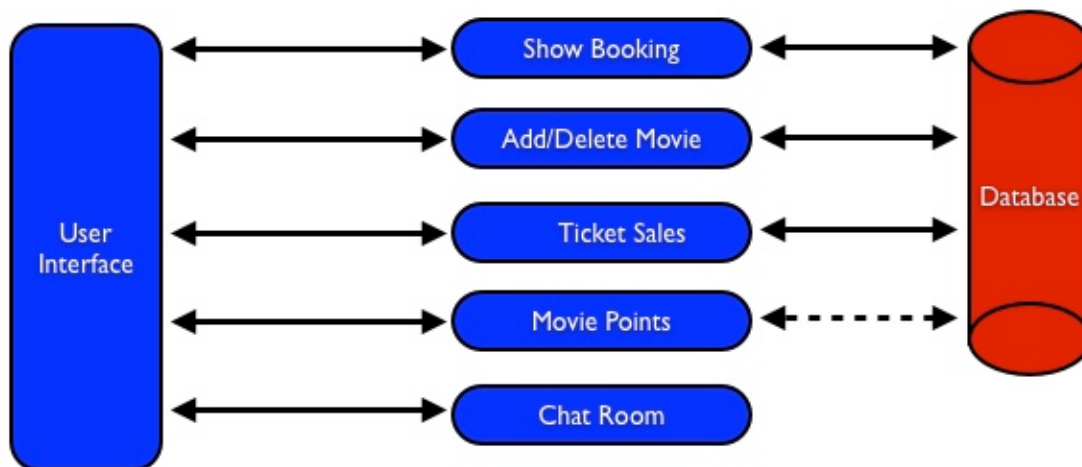 Show Booking
Add/Delete Movie
User
Interface
Ticket Sales
Movie Points
Chat Room
Database